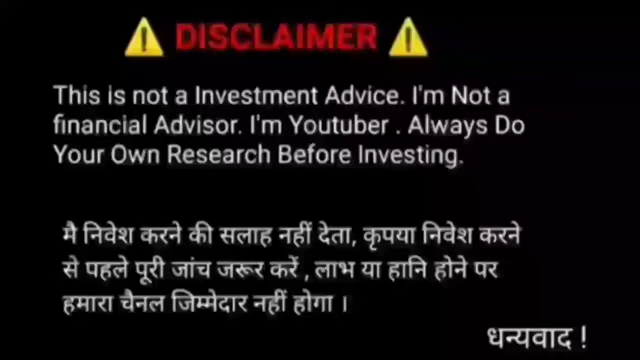 ⚠️ DISCLAIMER ⚠️
This is not a Investment Advice. I'm Not a
financial Advisor. I'm Youtuber . Always Do
Your Own Research Before Investing.
मै निवेश करने की सलाह नहीं देता, कृपया निवेश करने
से पहले पूरी जांच जरूर करें , लाभ या हानि होने पर
हमारा चैनल जिम्मेदार नहीं होगा ।
धन्यवाद !